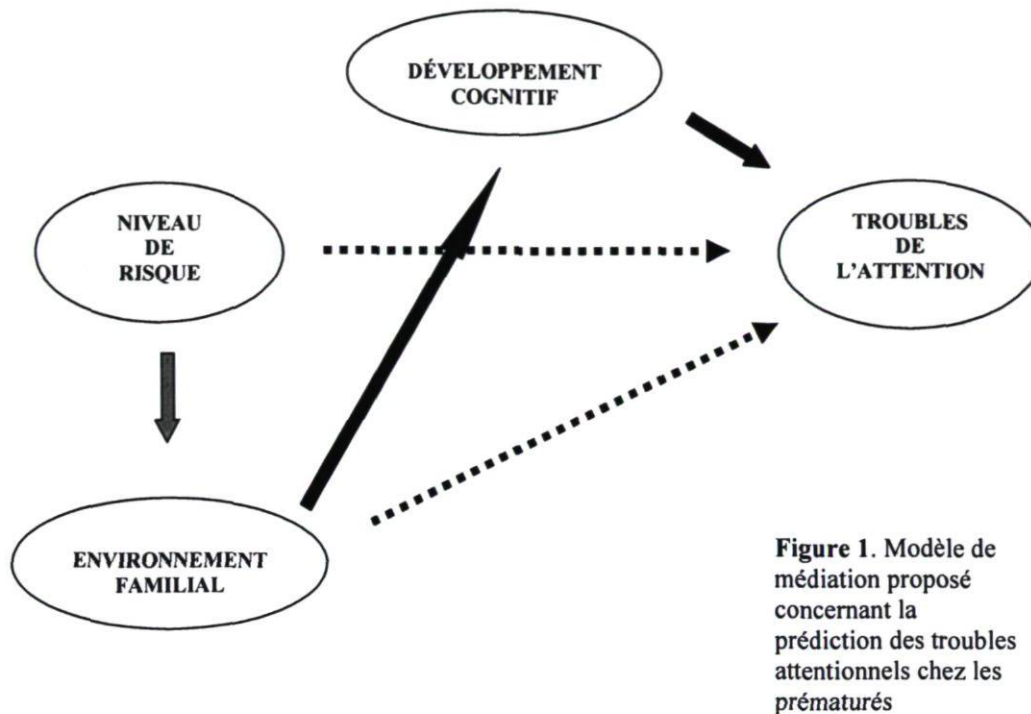 DÉVELOPPEMENT
COGNITIF
NIVEAU
DE
RISQUE
TROUBLES
DE
L'ATTENTION
ENVIRONNEMENT
FAMILIAL
Figure 1. Modèle de
médiation proposé
concernant la
prédiction des troubles
attentionnels chez les
prématurés